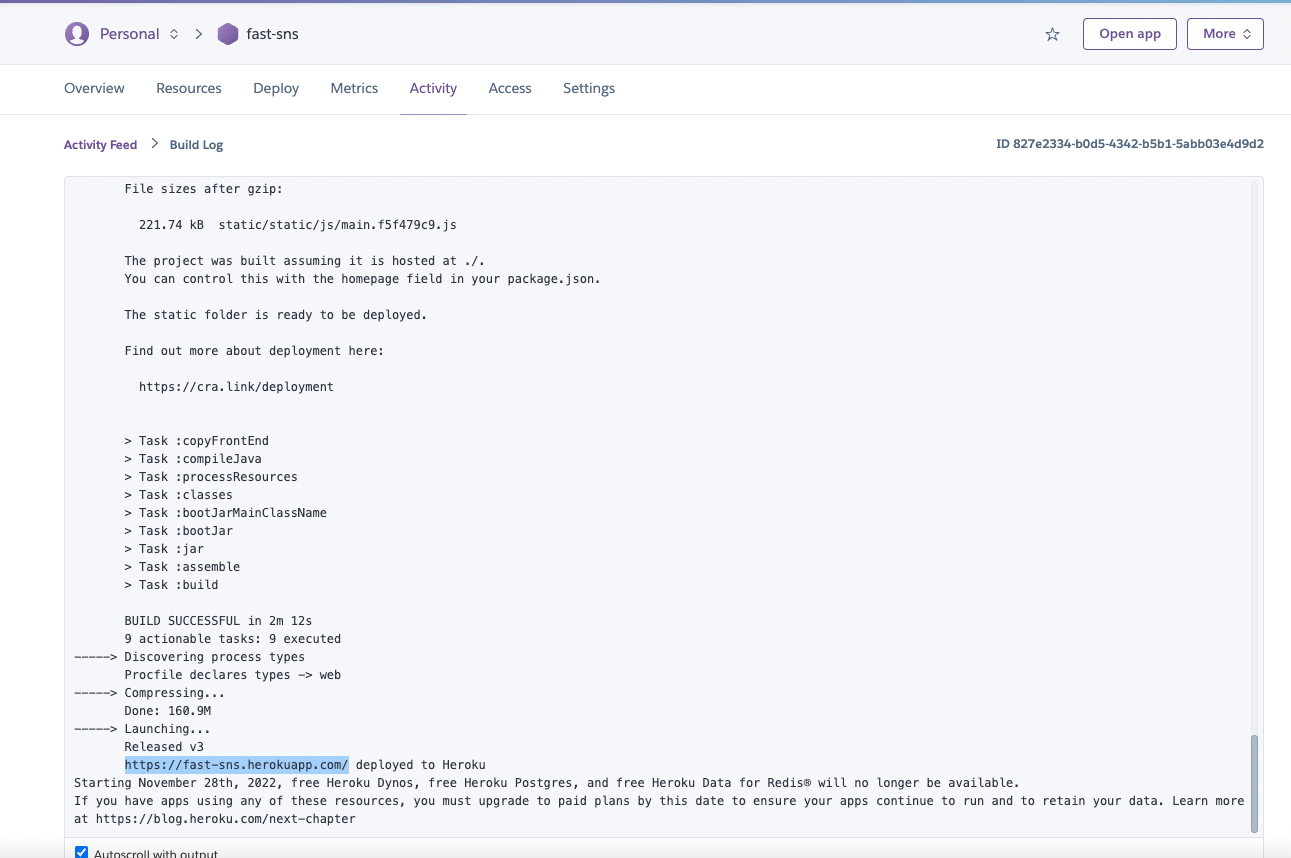 Personal > fast-sns Open app More
Overview Resources Deploy Metrics Activity Access Settings
Activity Feed > Build Log ID 827e2334-b0d5-4342-b5b1-5abb03e4d9d2
File sizes after gzip:
221.74 kB static/static/js/main.f5f479c9.js
The project was built assuming it is hosted at ./.
You can control this with the homepage field in your package.json.
The static folder is ready to be deployed.
Find out more about deployment here:
https://cra.link/deployment
> Task :copyFrontEnd
> Task :compileJava
> Task :processResources
> Task :classes
> Task :bootJarMainClassName
> Task :bootJar
> Task :jar
> Task :assemble
> Task :build
BUILD SUCCESSFUL in 2m 12s
9 actionable tasks: 9 executed
-----> Discovering process types
Procfile declares types -> web
-----> Compressing...
Done: 160.9M
-----> Launching...
Released v3
https://fast-sns.herokuapp.com/ deployed to Heroku
Starting November 28th, 2022, free Heroku Dynos, free Heroku Postgres, and free Heroku Data for Redis® will no longer be available.
If you have apps using any of these resources, you must upgrade to paid plans by this date to ensure your apps continue to run and to retain your data. Learn more
at https://blog.heroku.com/next-chapter
Autoscroll with output